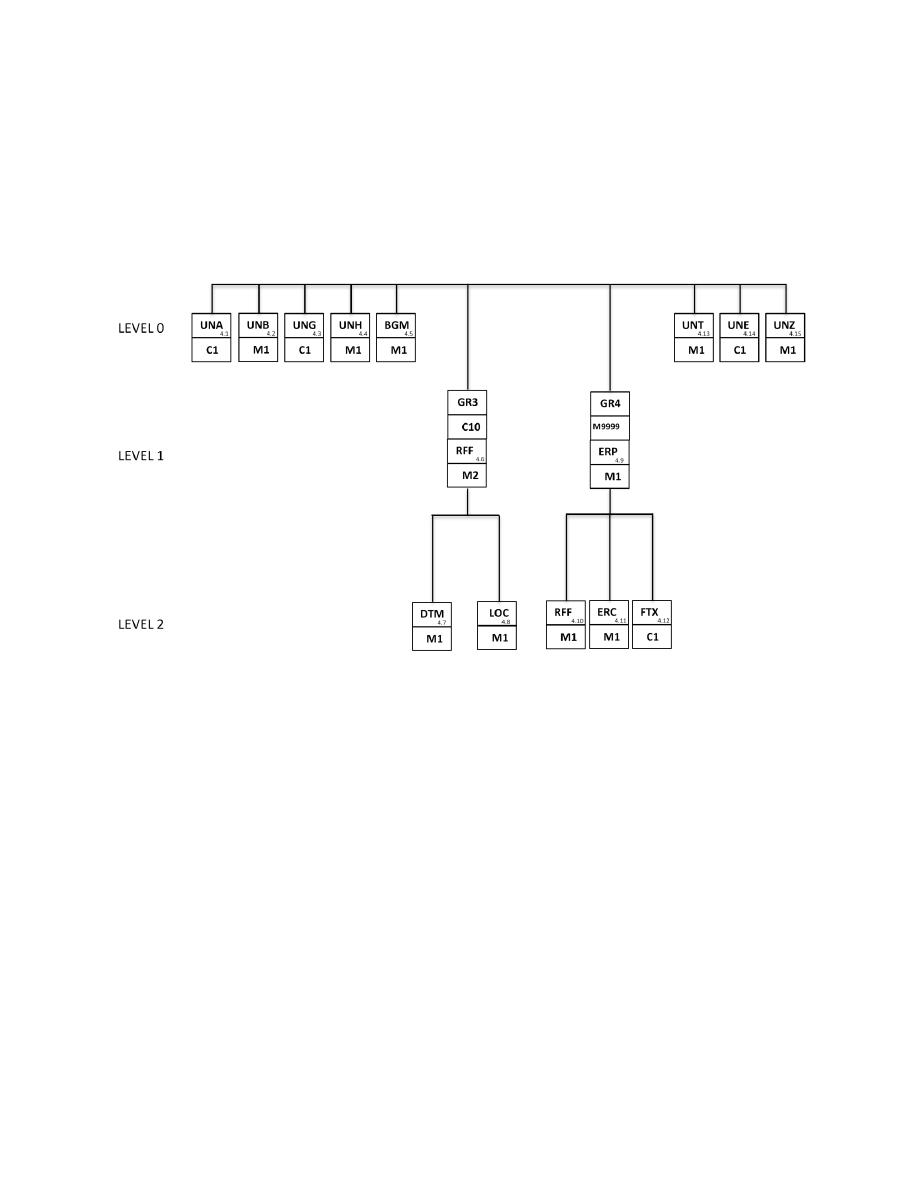 LEVEL 0
UNA 4.1 UNB 4.2 UNG 4.3 UNH 4.4 BGM 4.5 UNT 4.13 UNE 4.14 UNZ 4.15
C1 M1 C1 M1 M1 M1 C1 M1
GR3 GR4
C10 M9999
LEVEL 1
RFF 4.6 ERP 4.9
M2 M1
LEVEL 2
DTM 4.7 LOC 4.8 RFF 4.10 ERC 4.11 FTX 4.12
M1 M1 M1 M1 C1